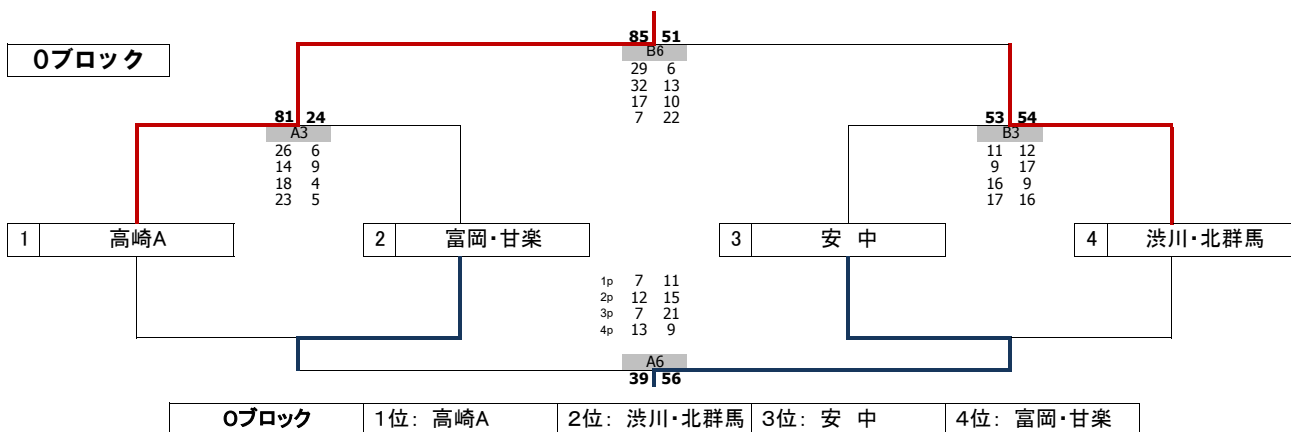 Oブロック
85 51
B6
29 6
32 13
17 10
7 22
81 24
A3
26 6
14 9
18 4
23 5
53 54
B3
11 12
9 17
16 9
17 16
1 高崎A 2 富岡・甘楽 3 安 中 4 渋川・北群馬
1p 7 11
2p 12 15
3p 7 21
4p 13 9
A6
39 56
Oブロック 1位: 高崎A 2位: 渋川・北群馬 3位: 安 中 4位: 富岡・甘楽